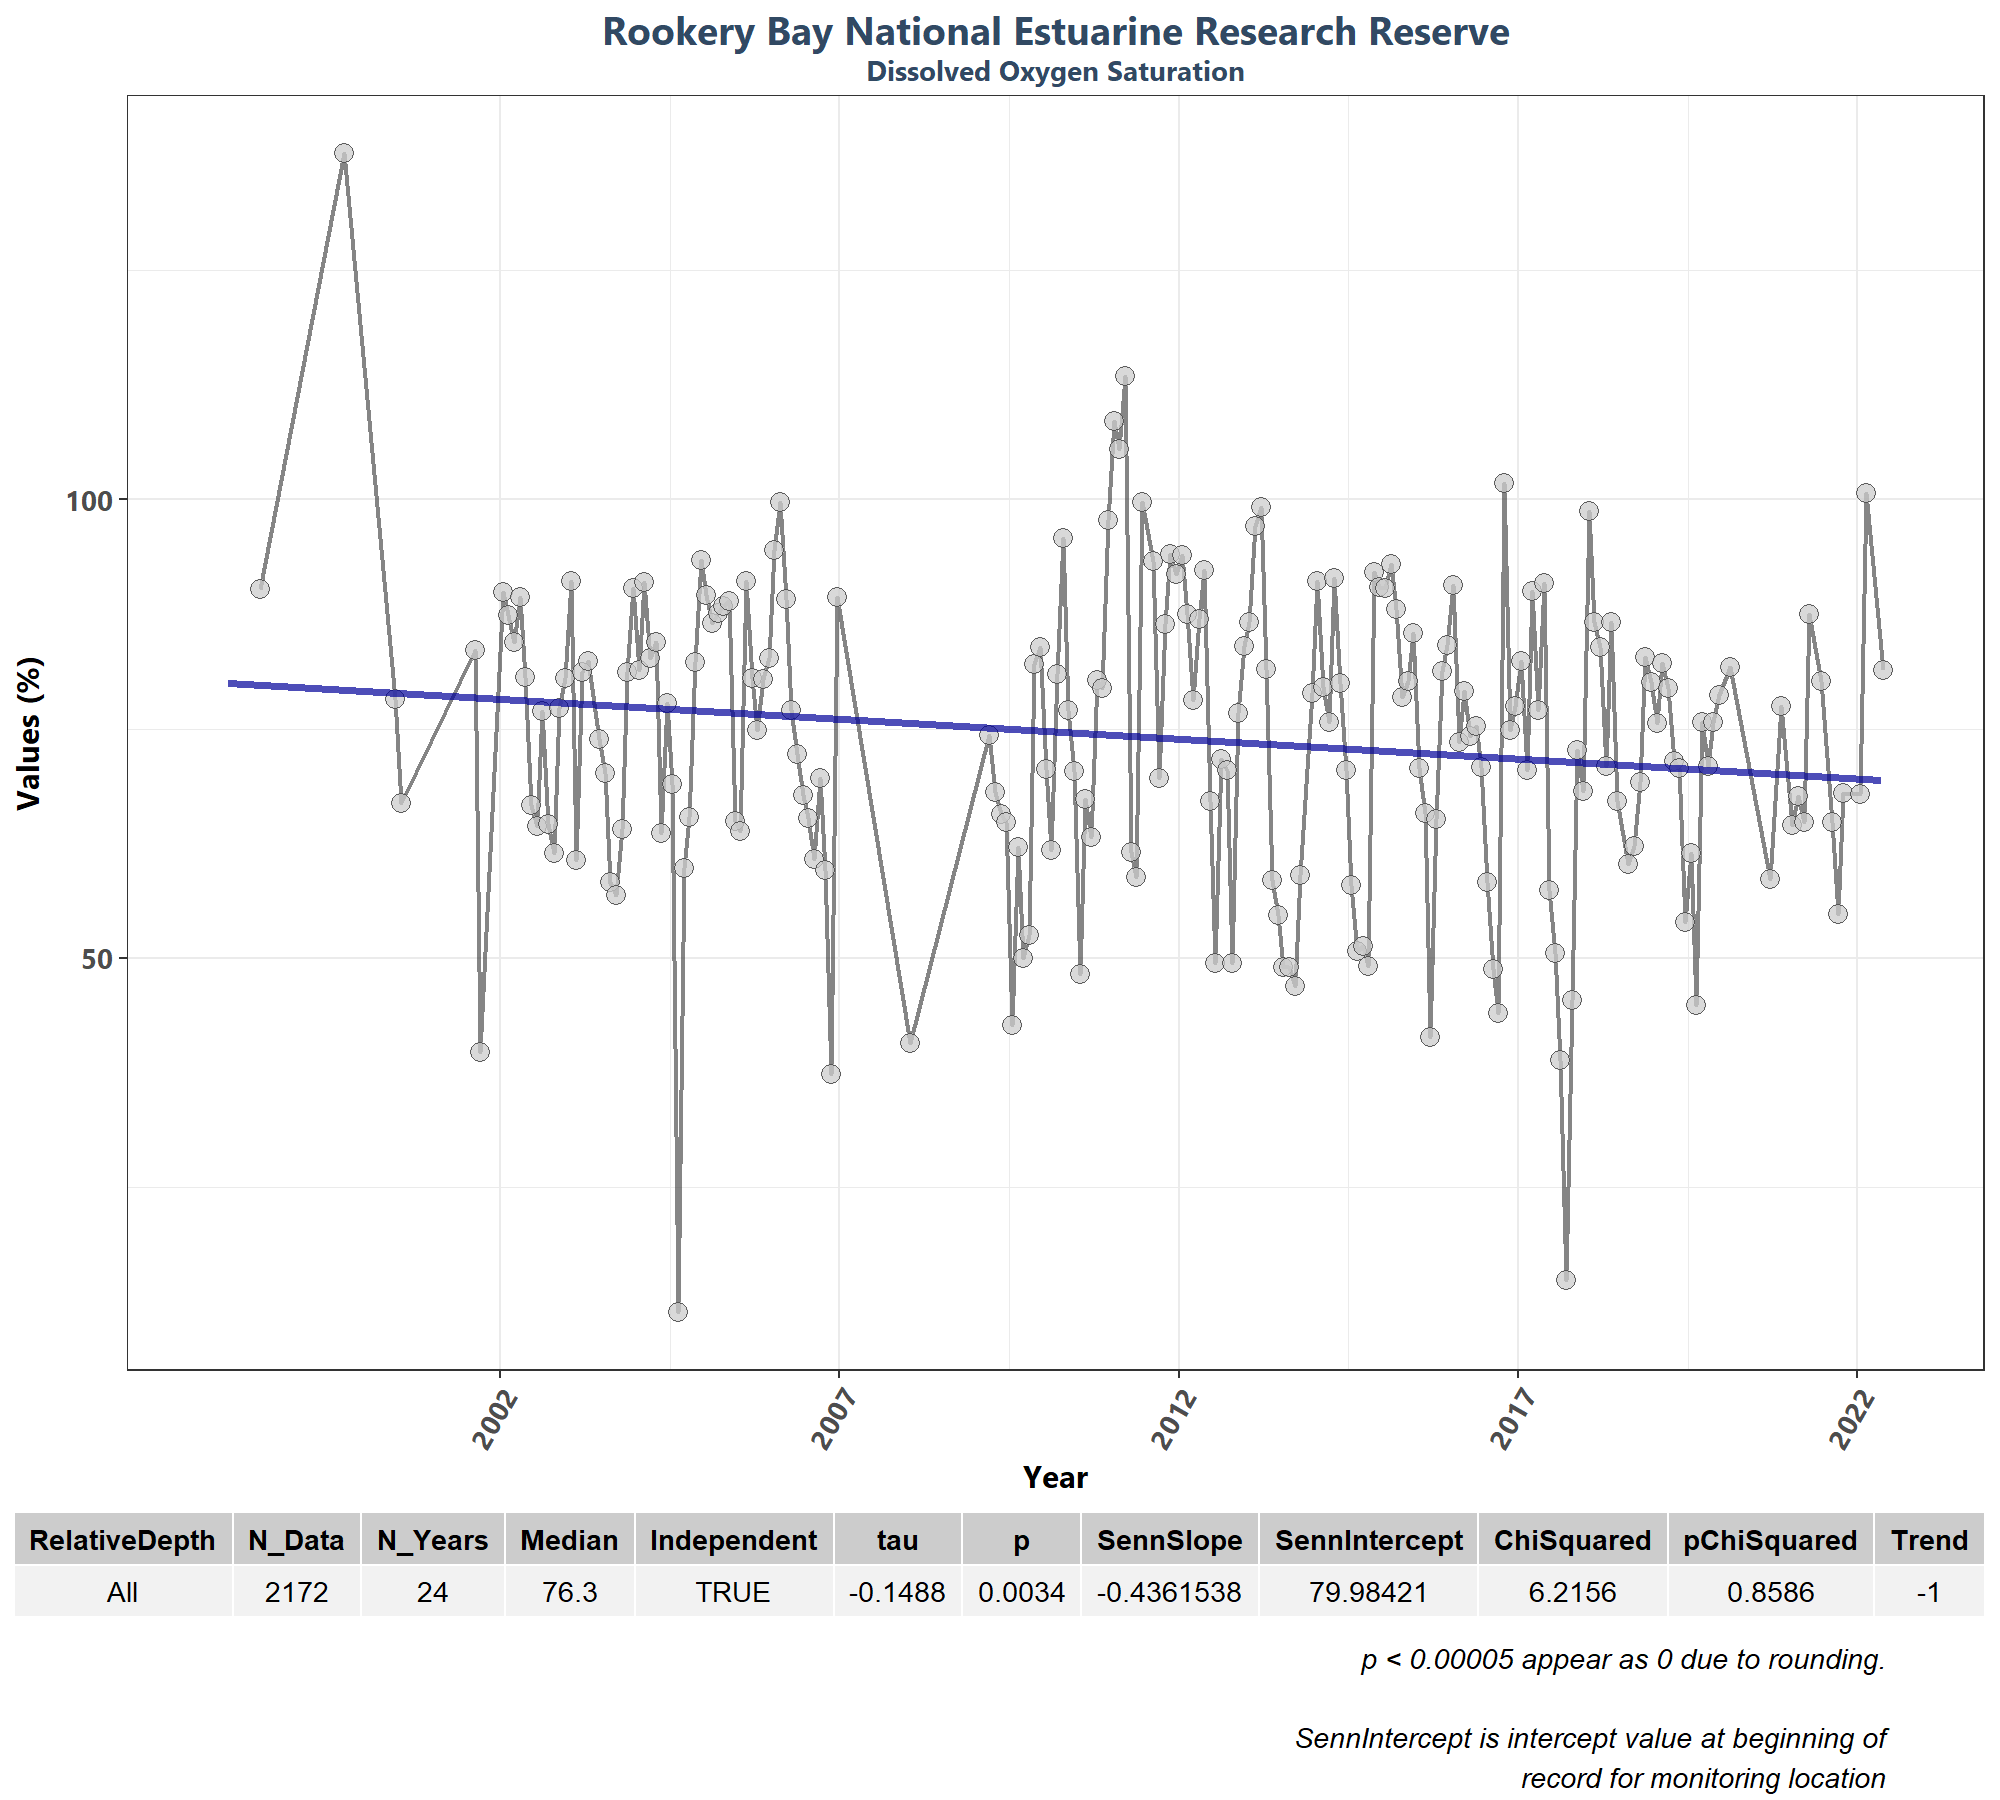 Rookery Bay National Estuarine Research Reserve
Dissolved Oxygen Saturation
Values (%)
100
50
2002 2007 2012 2017 2022
Year
RelativeDepth N_Data N_Years Median Independent tau p SennSlope SennIntercept ChiSquared pChiSquared Trend
All 2172 24 76.3 TRUE -0.1488 0.0034 -0.4361538 79.98421 6.2156 0.8586 -1
p < 0.00005 appear as 0 due to rounding.
SennIntercept is intercept value at beginning of
record for monitoring location